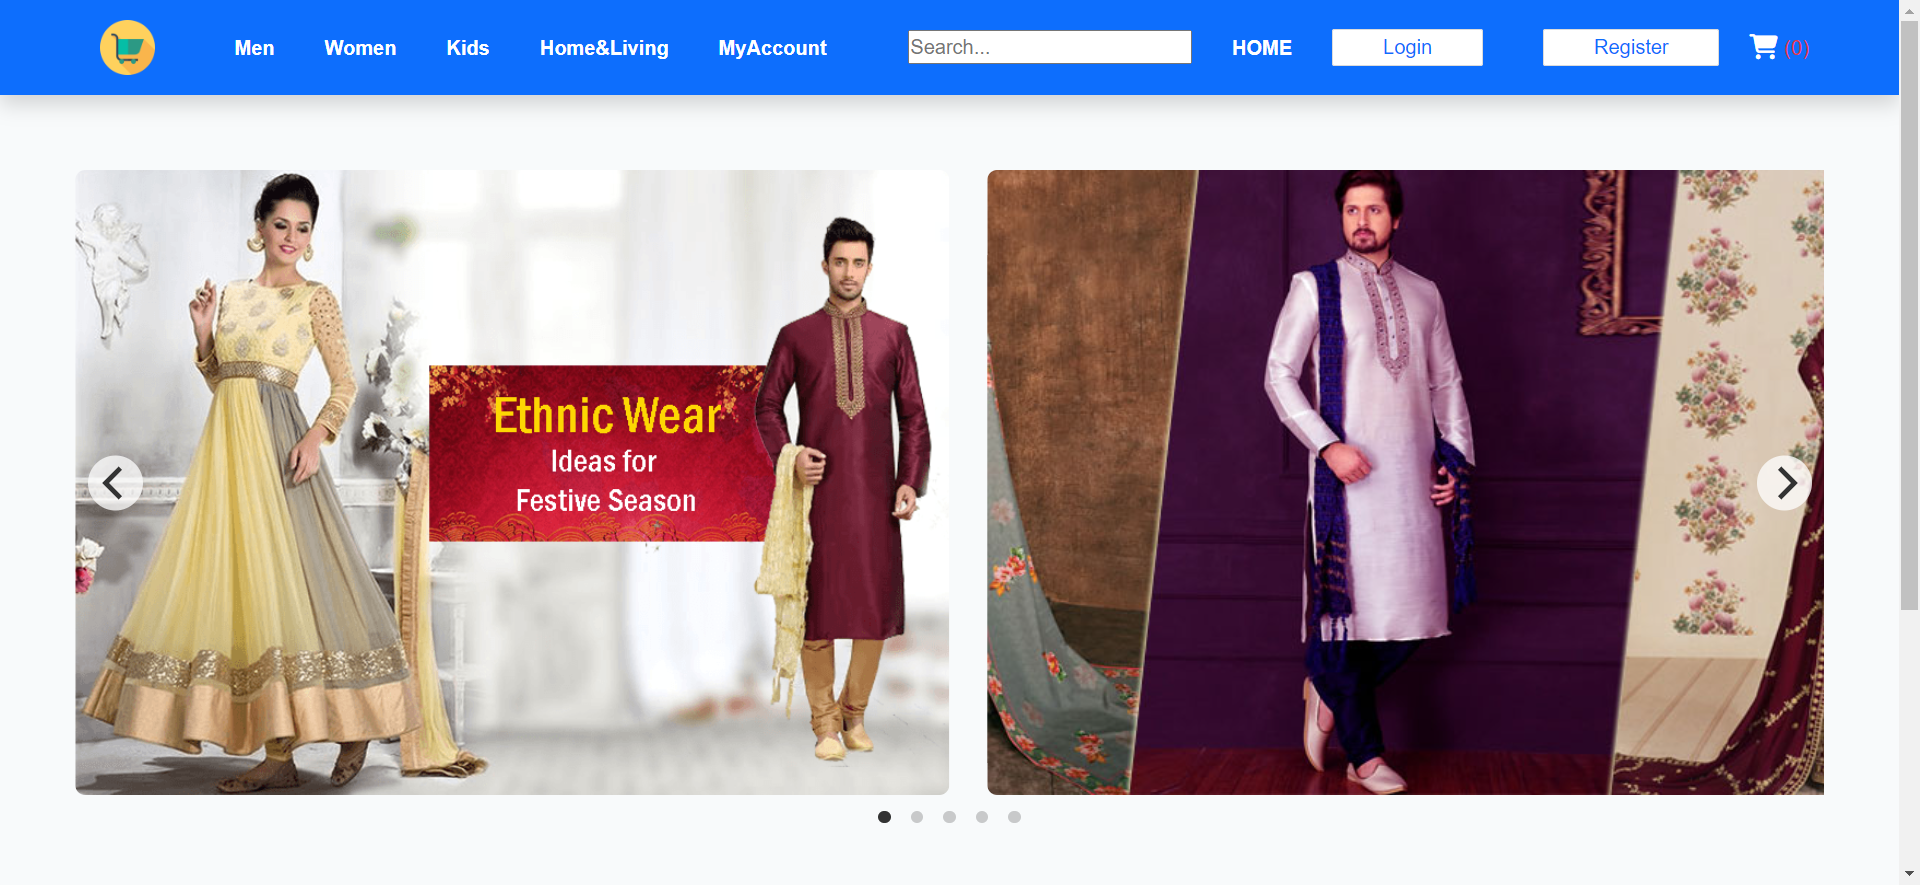 Men Women Kids Home&Living MyAccount Search... HOME Login Register (0)
Ethnic Wear
Ideas for
Festive Season